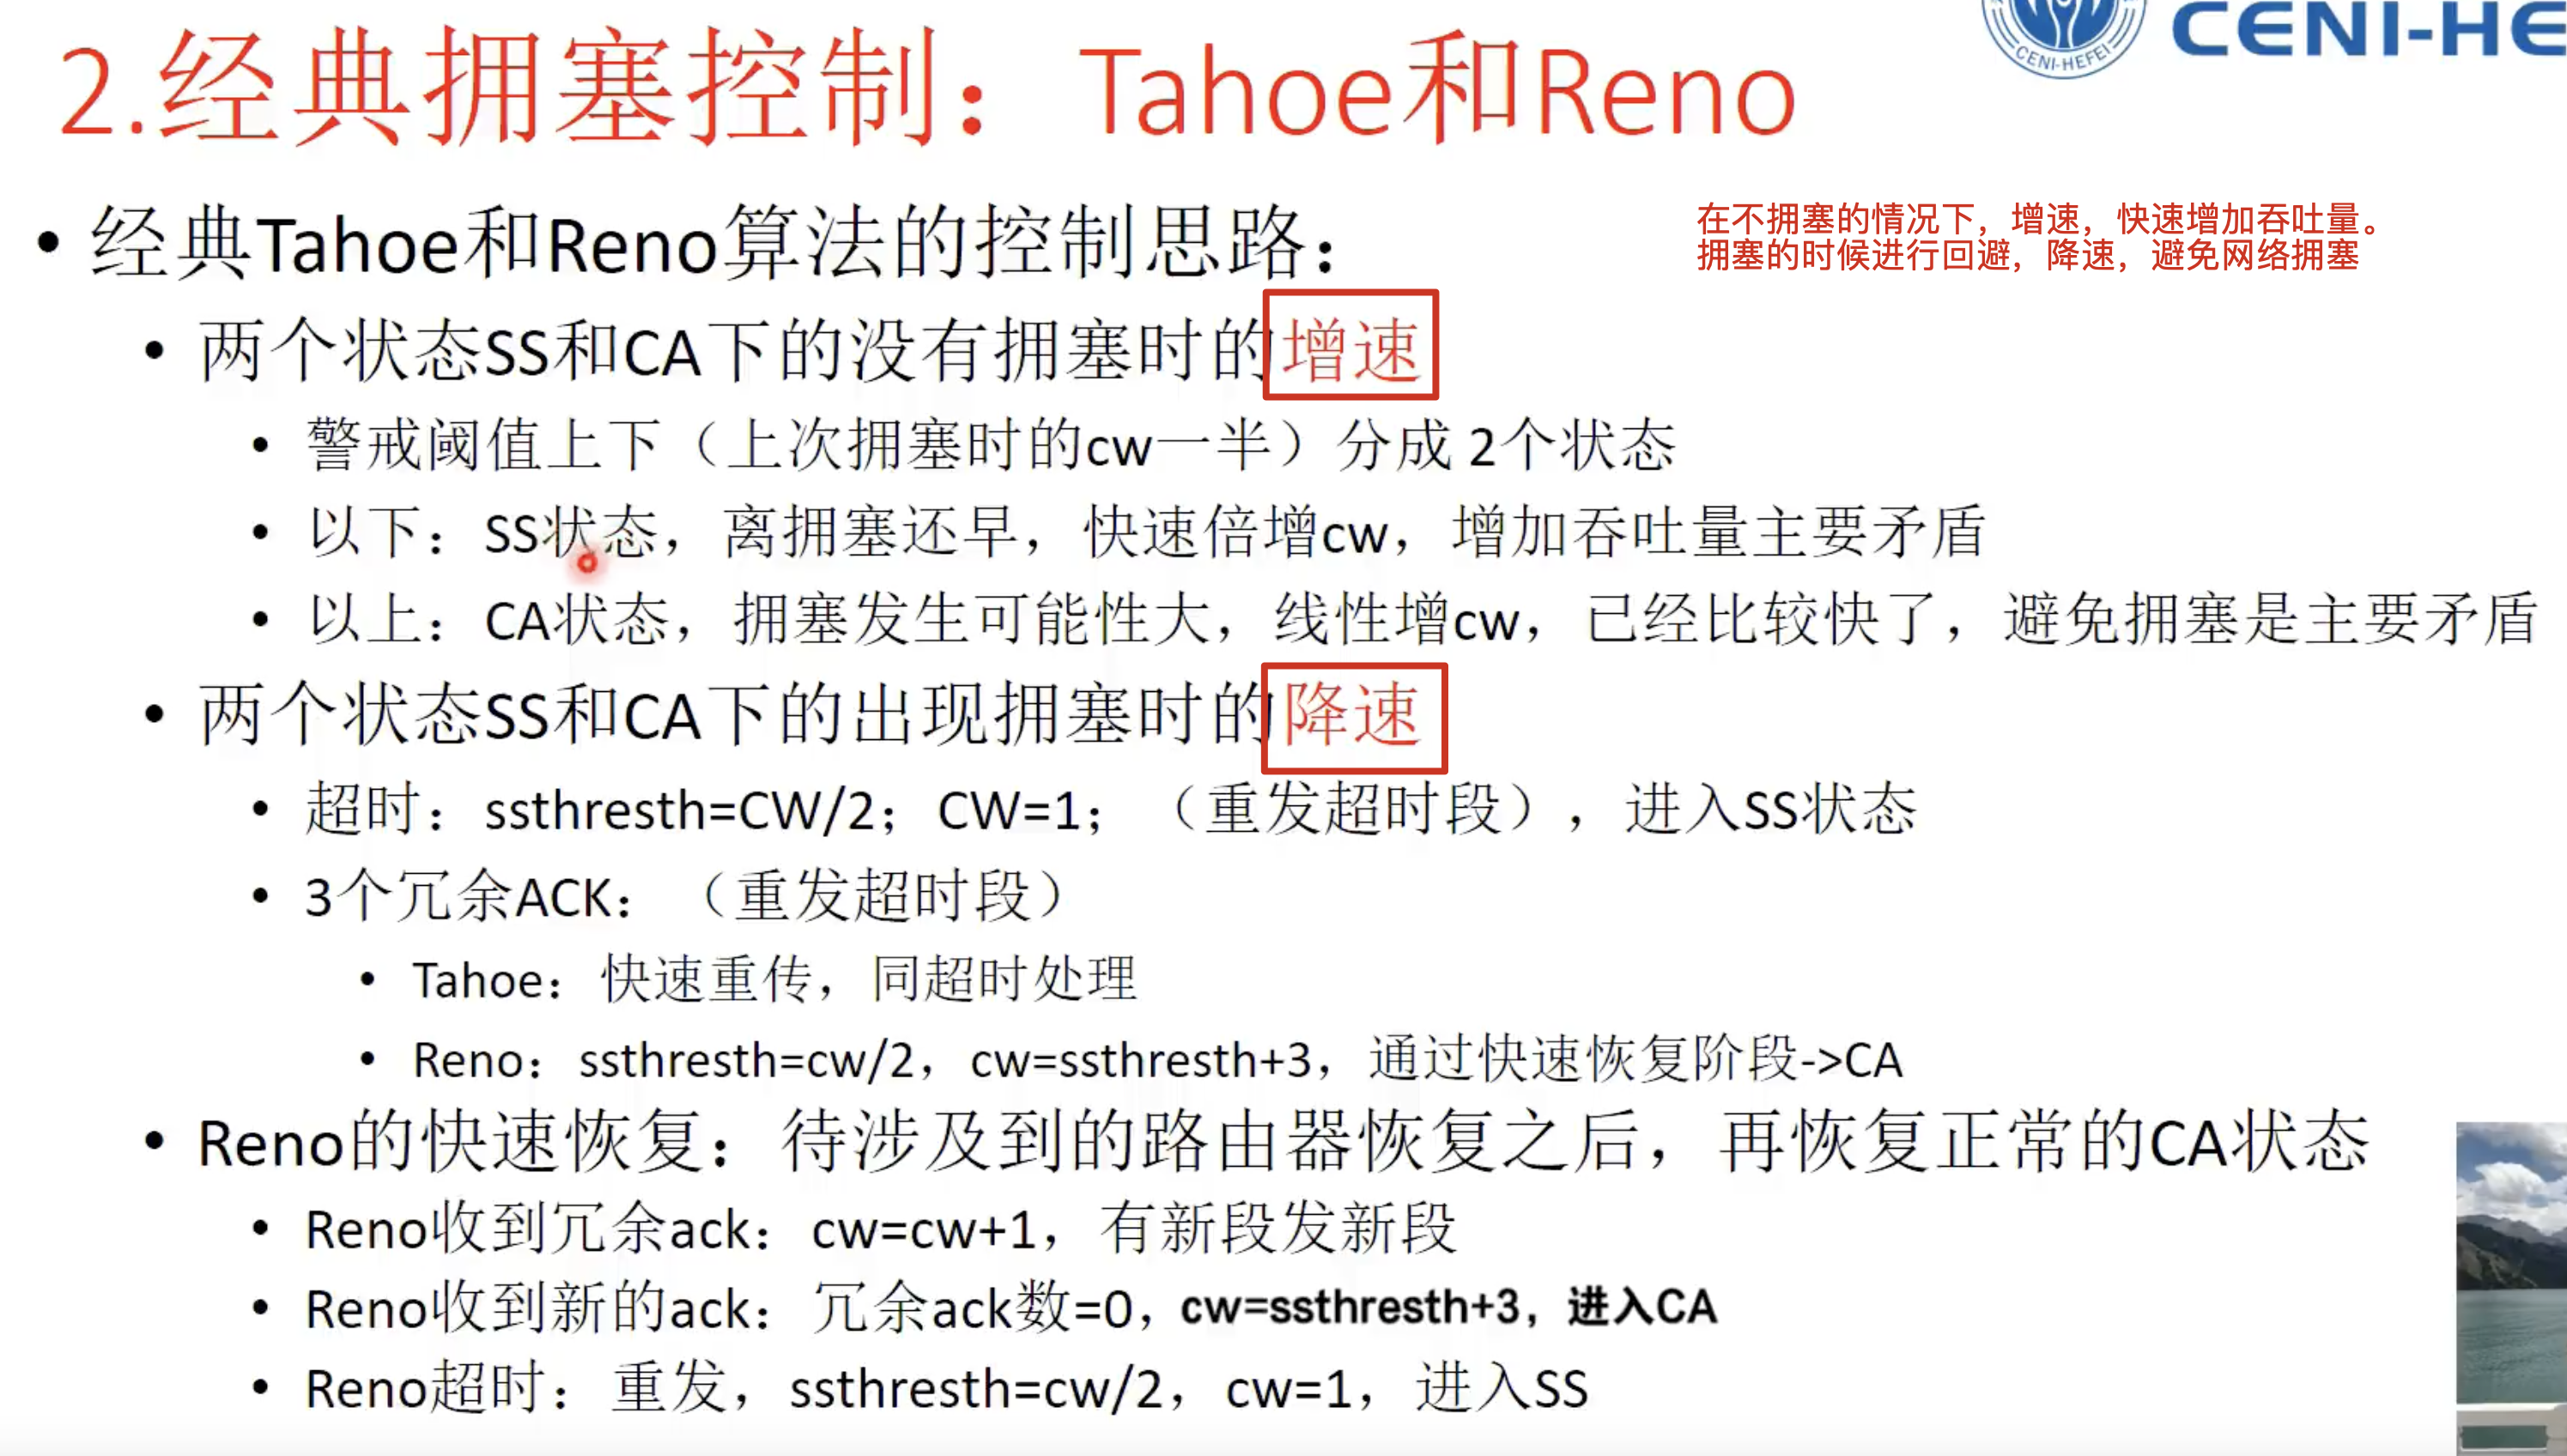 CENI-HEFEI
CENI-HE
2.经典拥塞控制：Tahoe和Reno
在不拥塞的情况下，增速，快速增加吞吐量。
拥塞的时候进行回避，降速，避免网络拥塞
• 经典Tahoe和Reno算法的控制思路：
• 两个状态SS和CA下的没有拥塞时的增速
• 警戒阈值上下（上次拥塞时的cw一半）分成 2个状态
• 以下：SS状态，离拥塞还早，快速倍增cw，增加吞吐量主要矛盾
• 以上：CA状态，拥塞发生可能性大，线性增cw，已经比较快了，避免拥塞是主要矛盾
• 两个状态SS和CA下的出现拥塞时的降速
• 超时：ssthresth=CW/2；CW=1；（重发超时段），进入SS状态
• 3个冗余ACK：（重发超时段）
• Tahoe：快速重传，同超时处理
• Reno：ssthresth=cw/2，cw=ssthresth+3，通过快速恢复阶段->CA
• Reno的快速恢复：待涉及到的路由器恢复之后，再恢复正常的CA状态
• Reno收到冗余ack：cw=cw+1，有新段发新段
• Reno收到新的ack：冗余ack数=0，cw=ssthresth+3，进入CA
• Reno超时：重发，ssthresth=cw/2，cw=1，进入SS